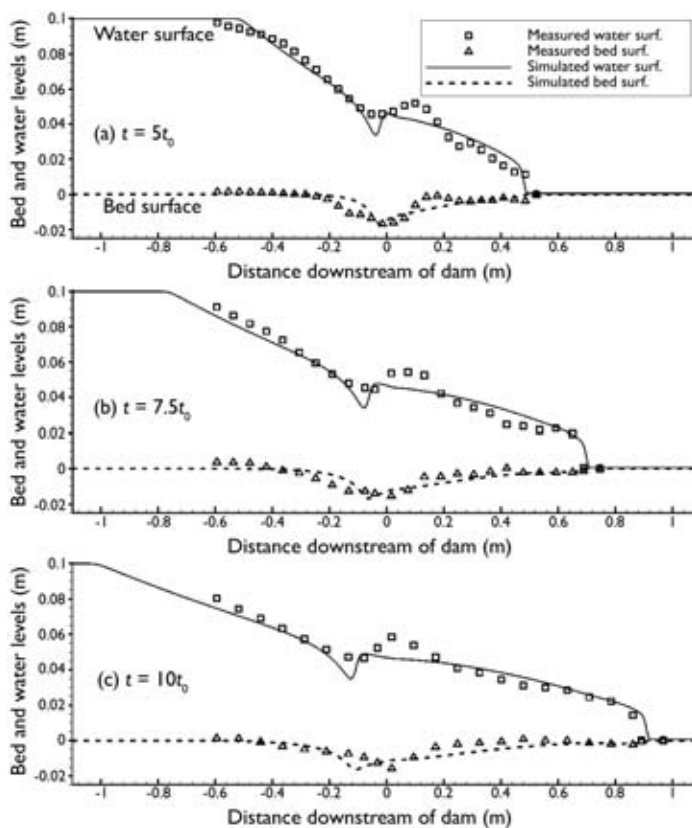 Water surface
Measured water surf.
Measured bed surf.
Simulated water surf.
Simulated bed surf.
(a) t = 5t₀
Bed surface
Bed and water levels (m)
0.1
0.08
0.06
0.04
0.02
0
-0.02
-1 -0.8 -0.6 -0.4 -0.2 0 0.2 0.4 0.6 0.8 1
Distance downstream of dam (m)
(b) t = 7.5t₀
Bed and water levels (m)
0.1
0.08
0.06
0.04
0.02
0
-0.02
-1 -0.8 -0.6 -0.4 -0.2 0 0.2 0.4 0.6 0.8 1
Distance downstream of dam (m)
(c) t = 10t₀
Bed and water levels (m)
0.1
0.08
0.06
0.04
0.02
0
-0.02
-1 -0.8 -0.6 -0.4 -0.2 0 0.2 0.4 0.6 0.8 1
Distance downstream of dam (m)